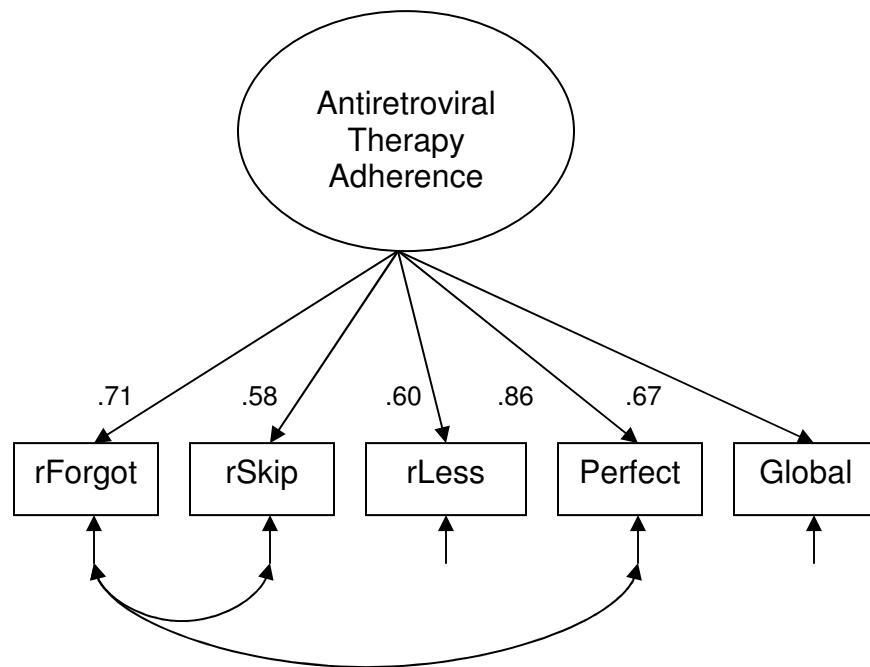 Antiretroviral
Therapy
Adherence
.71 .58 .60 .86 .67
rForgot rSkip rLess Perfect Global